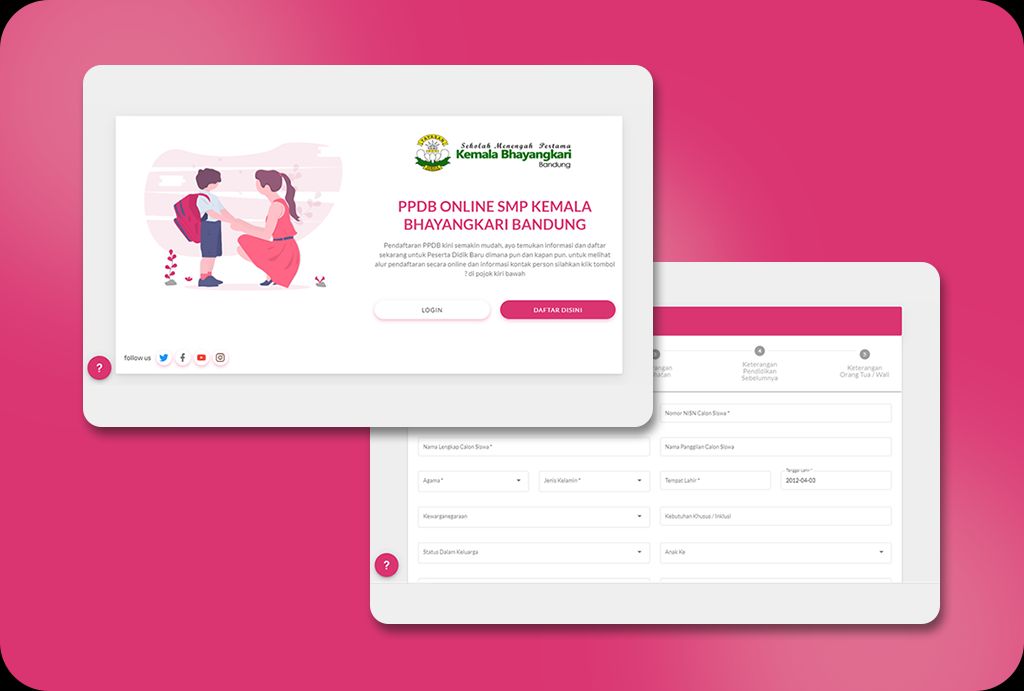 YAYASAN
Sekolah Menengah Pertama
Kemala Bhayangkari
Bandung
PPDB ONLINE SMP KEMALA
BHAYANGKARI BANDUNG
Pendaftaran PPDB kini semakin mudah, ayo temukan informasi dan daftar
sekarang untuk Peserta Didik Baru dimana pun dan kapan pun. untuk melihat
alur pendaftaran secara online dan informasi kontak person silahkan klik tombol
? di pojok kiri bawah
LOGIN
DAFTAR DISINI
follow us
?
3
4
5
Keterangan
Pendidikan
Sebelumnya
Keterangan
Orang Tua / Wali
Nomor NISN Calon Siswa *
Nama Lengkap Calon Siswa *
Nama Panggilan Calon Siswa
Agama *
Jenis Kelamin *
Tempat Lahir *
Tanggal Lahir *
2012-04-03
Kewarganegaraan
Kebutuhan Khusus / Inklusi
Status Dalam Keluarga
Anak Ke
?